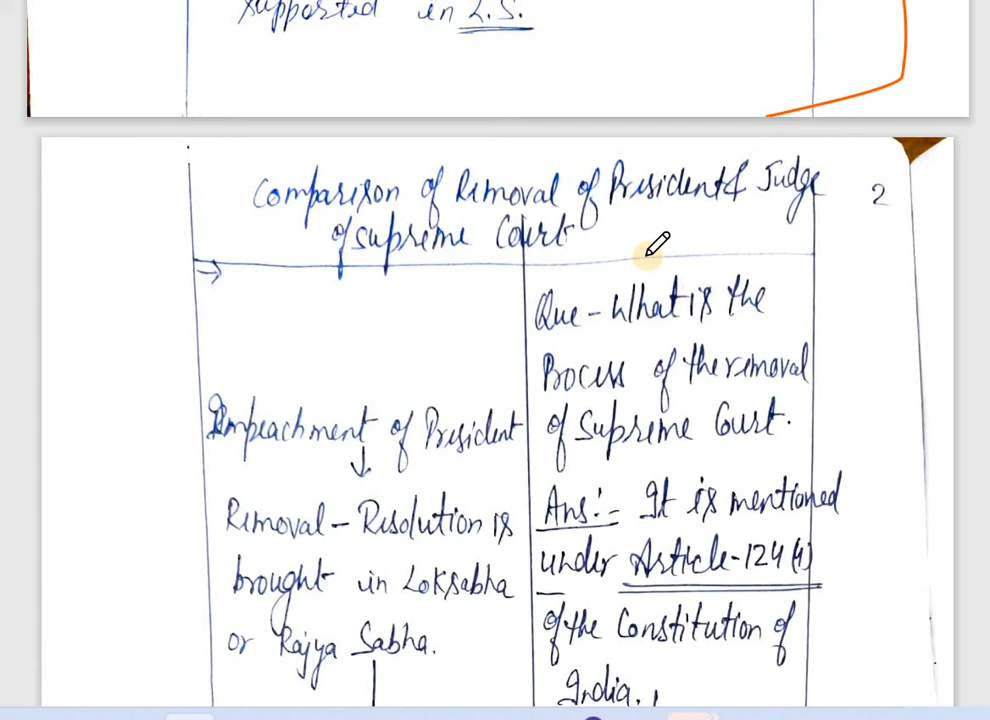 supported in L.S.
Comparison of Removal of President & Judge
of supreme Court
2
→
Impeachment of President
↓
Removal - Resolution is
brought in Loksabha
or Rajya Sabha.
Que - What is the
Process of the removal
of Supreme Court.
Ans:- It is mentioned
under Article-124(4)
of the Constitution of
India.